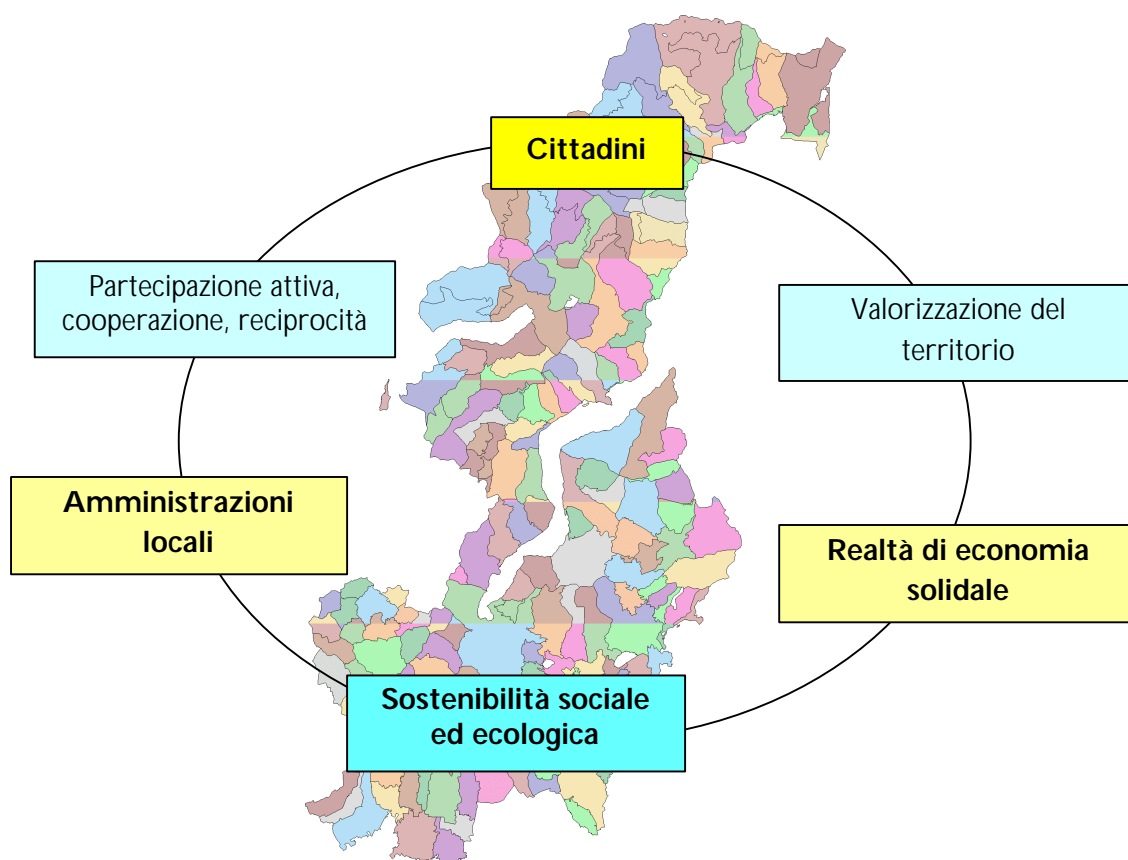 Cittadini
Partecipazione attiva,
cooperazione, reciprocità
Valorizzazione del
territorio
Amministrazioni
locali
Realtà di economia
solidale
Sostenibilità sociale
ed ecologica